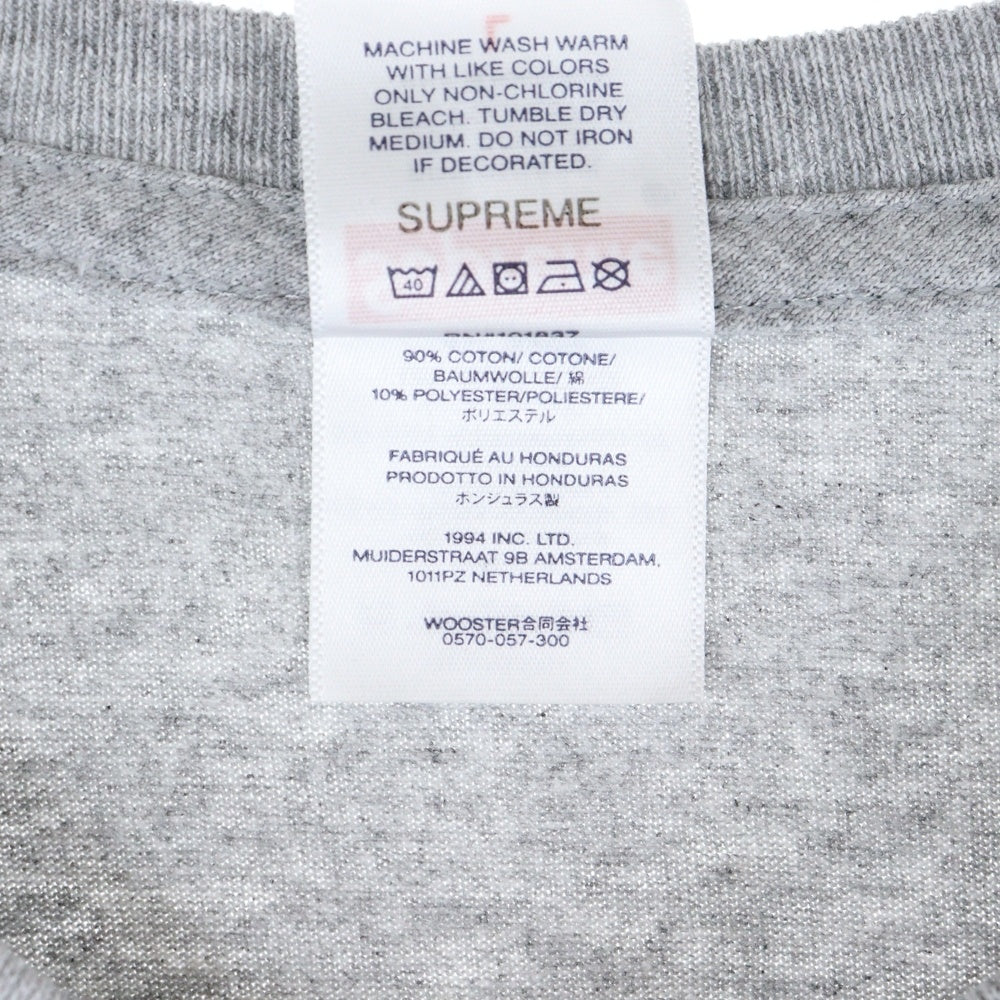 MACHINE WASH WARM
WITH LIKE COLORS
ONLY NON-CHLORINE
BLEACH. TUMBLE DRY
MEDIUM. DO NOT IRON
IF DECORATED.
SUPREME
40
90% COTON/ COTONE/
BAUMWOLLE/ 綿
10% POLYESTER/POLIESTERE/
ポリエステル
FABRIQUÉ AU HONDURAS
PRODOTTO IN HONDURAS
ホンジュラス製
1994 INC. LTD.
MUIDERSTRAAT 9B AMSTERDAM,
1011PZ NETHERLANDS
WOOSTER合同会社
0570-057-300